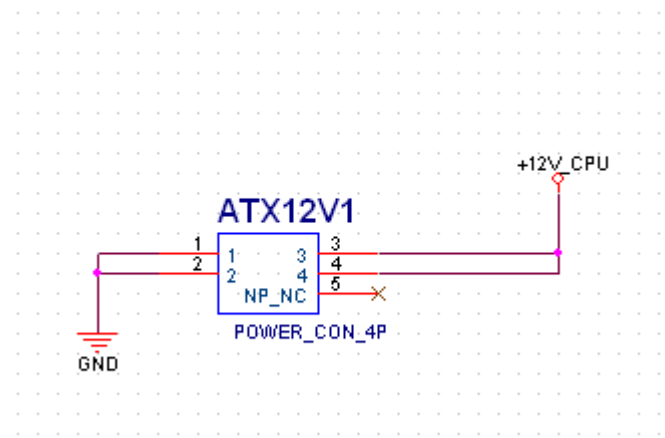 +12V_CPU
ATX12V1
1 1 3 3
2 2 4 4
NP_NC 5
POWER_CON_4P
GND